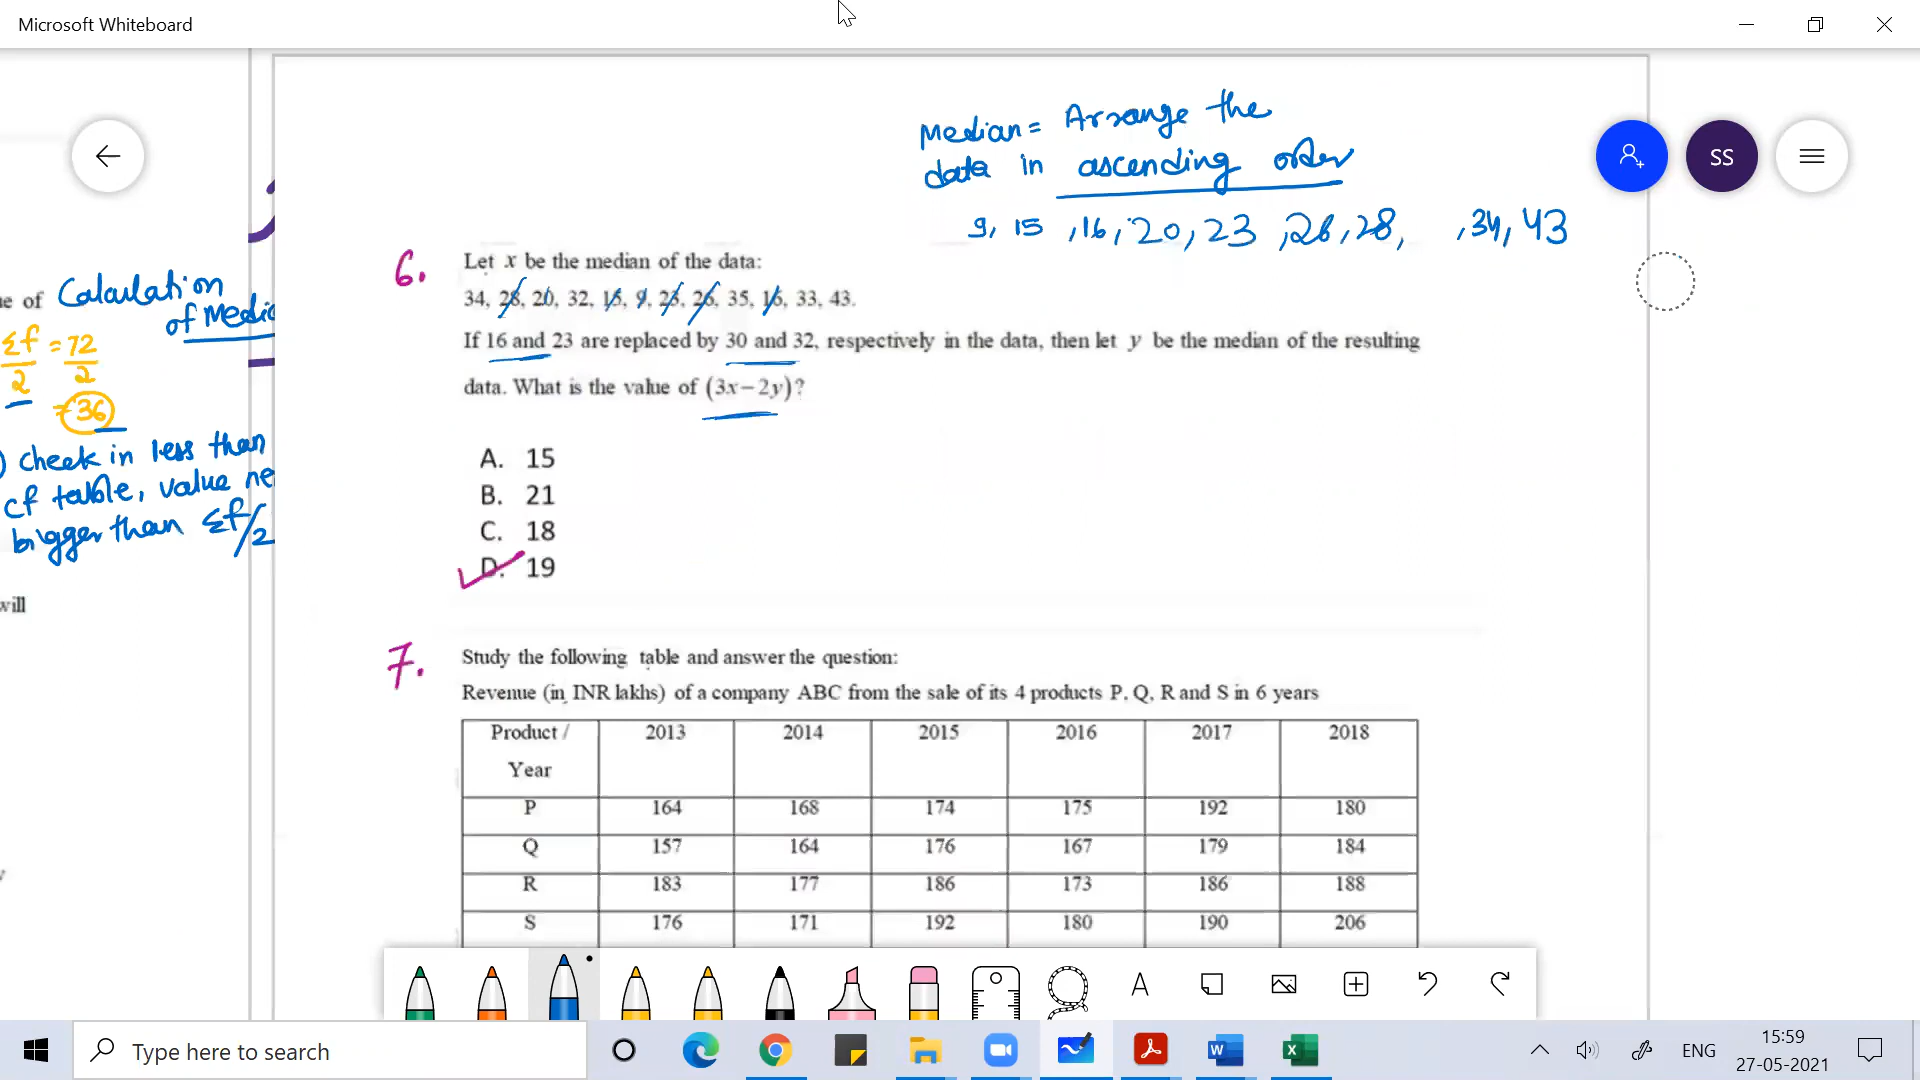 Microsoft Whiteboard
Median = Arrange the
data in ascending order
9, 15 ,16, 20, 23 ,26, 28, ,34, 43
SS
6. Let x be the median of the data:
34, 28, 20, 32, 15, 9, 23, 26, 35, 16, 33, 43.
If 16 and 23 are replaced by 30 and 32, respectively in the data, then let y be the median of the resulting
data. What is the value of (3x−2y)?
A. 15
B. 21
C. 18
D. 19
e of Calculation
of Media
Σf/2 = 72/2
= 36
) check in less than
cf table, value ne
bigger than Σf/2
will
7. Study the following table and answer the question:
Revenue (in INR lakhs) of a company ABC from the sale of its 4 products P, Q, R and S in 6 years
Product / Year 2013 2014 2015 2016 2017 2018
P 164 168 174 175 192 180
Q 157 164 176 167 179 184
R 183 177 186 173 186 188
S 176 171 192 180 190 206
Type here to search
ENG
15:59
27-05-2021